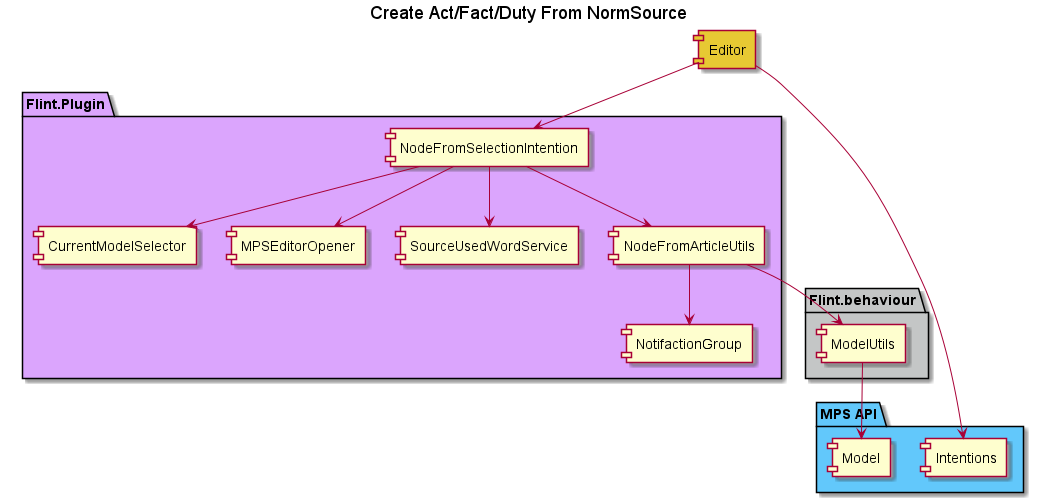 Create Act/Fact/Duty From NormSource
Editor
Flint.Plugin
NodeFromSelectionIntention
CurrentModelSelector
MPSEditorOpener
SourceUsedWordService
NodeFromArticleUtils
Flint.behaviour
NotifactionGroup
ModelUtils
MPS API
Model
Intentions